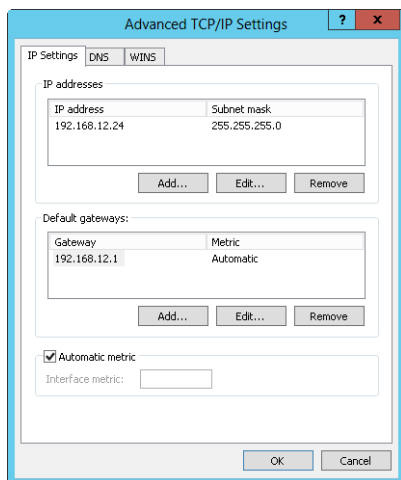 Advanced TCP/IP Settings ? x
IP Settings DNS WINS
IP addresses
IP address Subnet mask
192.168.12.24 255.255.255.0
Add... Edit... Remove
Default gateways:
Gateway Metric
192.168.12.1 Automatic
Add... Edit... Remove
Automatic metric
Interface metric:
OK Cancel